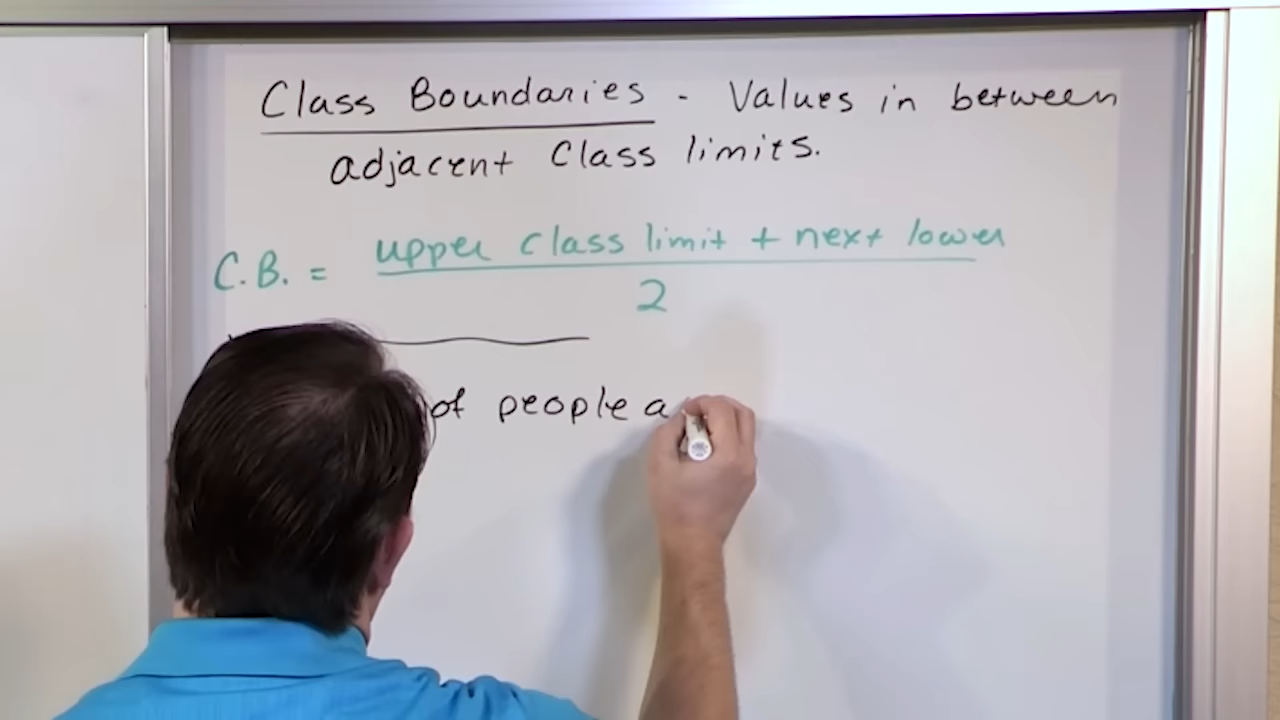 Class Boundaries - Values in between
adjacent Class limits.
C.B. = upper class limit + next lower
2
of people a